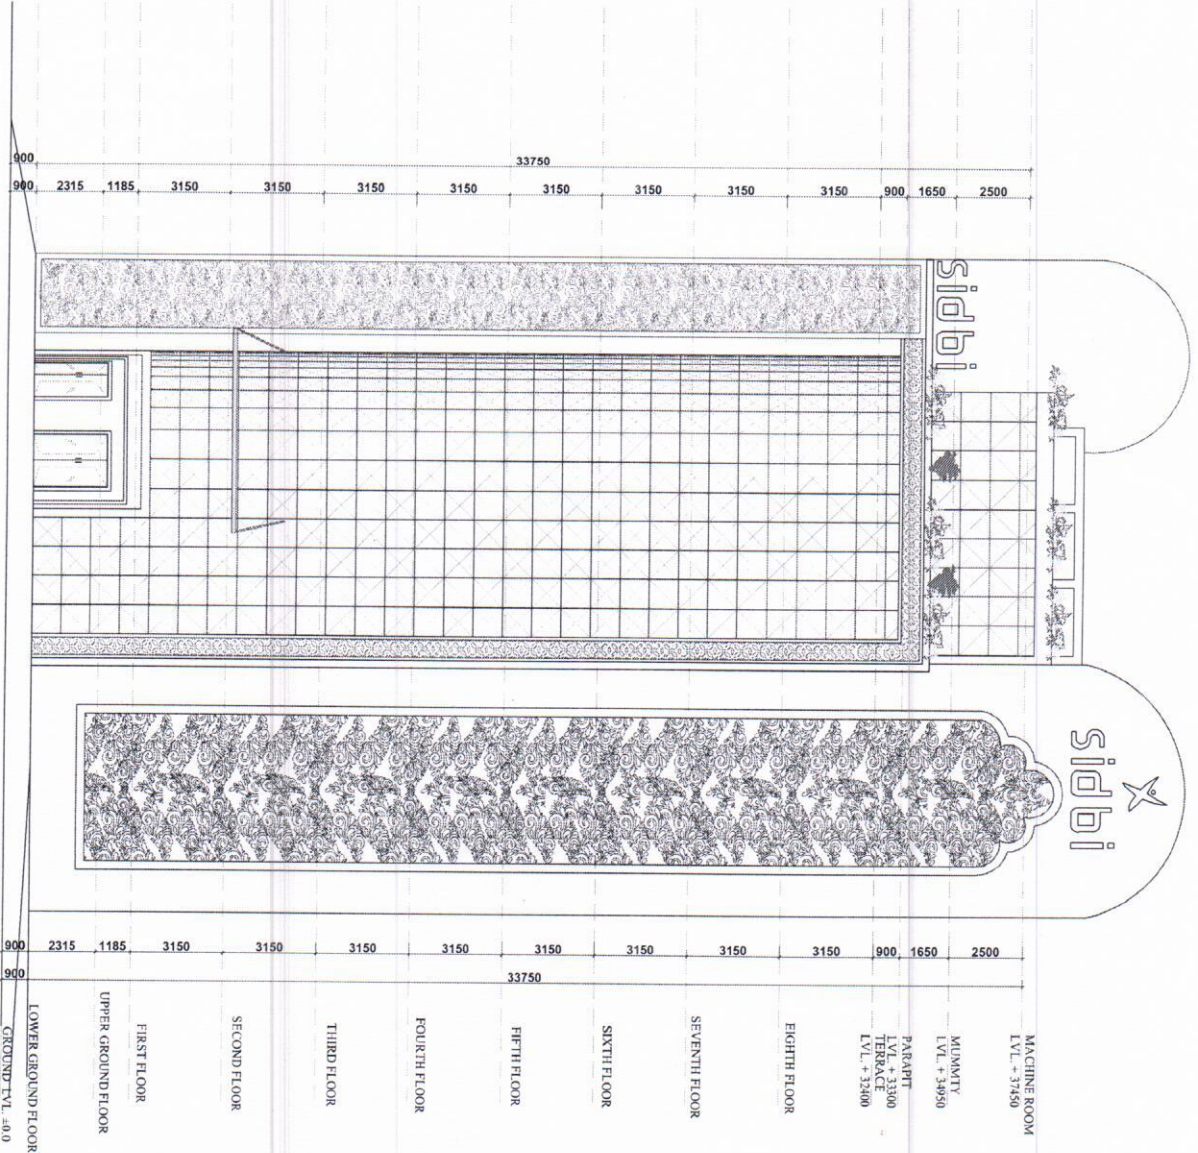 900
33750
900
2315
1185
3150
3150
3150
3150
3150
3150
3150
3150
900
1650
2500
sidbi
sidbi
900
2315
1185
3150
3150
3150
3150
3150
3150
3150
3150
900
1650
2500
900
33750
MACHINE ROOM
LVL. + 37450
MUMMTY
LVL. + 34950
PARAPIT
LVL. + 33300
TERRACE
LVL. + 32400
EIGHTH FLOOR
SEVENTH FLOOR
SIXTH FLOOR
FIFTH FLOOR
FOURTH FLOOR
THIRD FLOOR
SECOND FLOOR
FIRST FLOOR
UPPER GROUND FLOOR
LOWER GROUND FLOOR
GROUND LVL. ±0.0